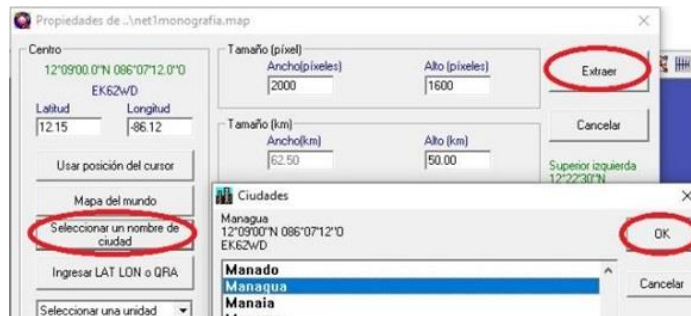 Propiedades de ..\net1monografia.map
Centro
12°09'00.0"N 086°07'12.0"O
EK62WD
Latitud Longitud
12.15 -86.12
Usar posición del cursor
Mapa del mundo
Seleccionar un nombre de
ciudad
Ingresar LAT LON o QRA
Seleccionar una unidad
Tamaño (píxel)
Ancho(píxeles) Alto (píxeles)
2000 1600
Tamaño (km)
Ancho(km) Alto (km)
62.50 50.00
Extraer
Cancelar
Superior izquierda
12°22'30"N
Ciudades
Managua
12°09'00"N 086°07'12"O
EK62WD
Manado
Managua
Manaia
OK
Cancelar